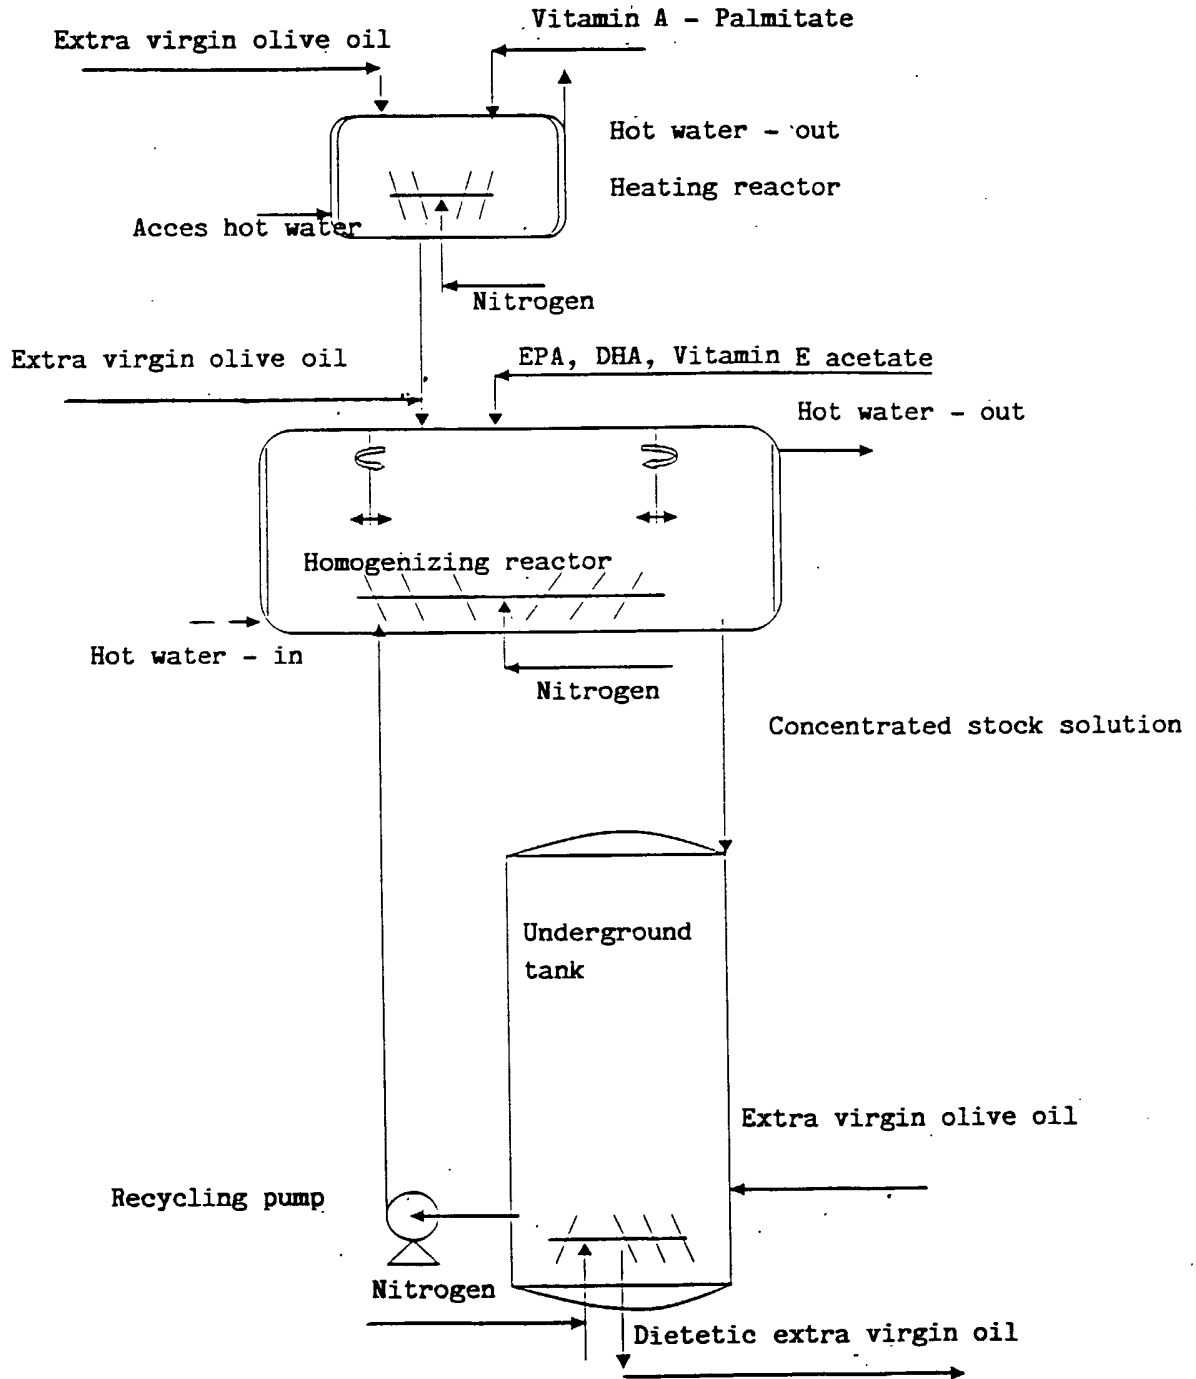 Vitamin A - Palmitate
Extra virgin olive oil
Hot water - out
Heating reactor
Acces hot water
Nitrogen
Extra virgin olive oil
EPA, DHA, Vitamin E acetate
Hot water - out
Homogenizing reactor
Hot water - in
Nitrogen
Concentrated stock solution
Underground
tank
Extra virgin olive oil
Recycling pump
Nitrogen
Dietetic extra virgin oil